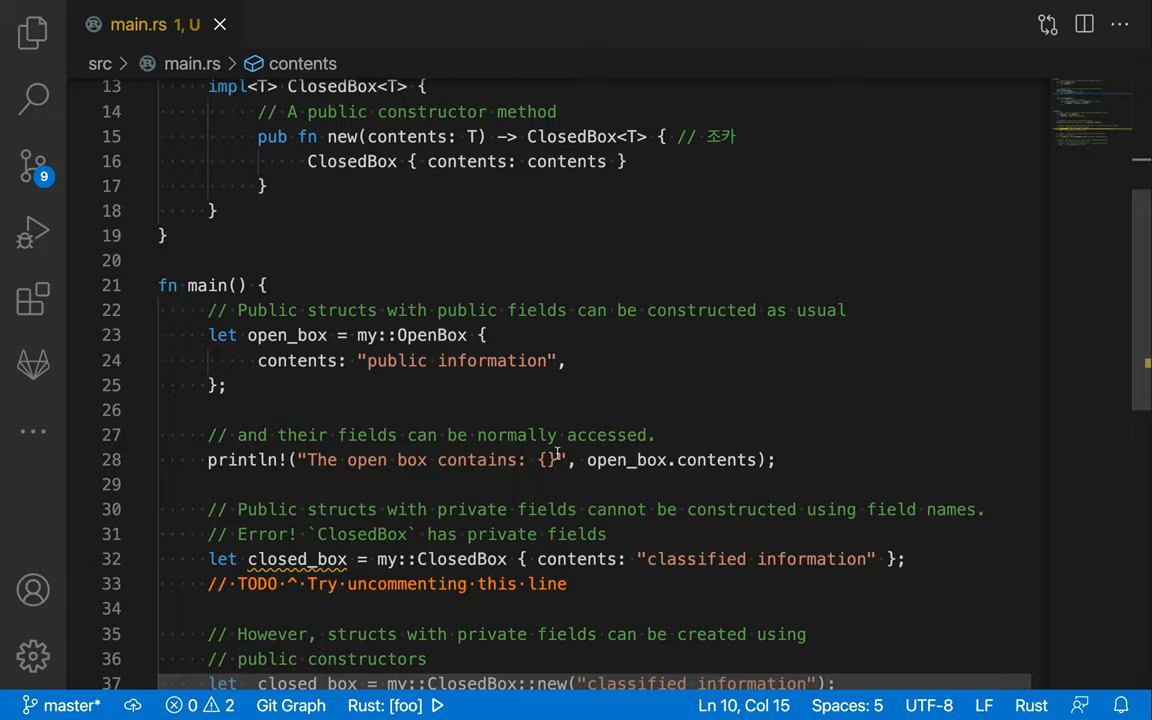 main.rs 1, U
src > main.rs > contents
13 impl<T> ClosedBox<T> {
14 // A public constructor method
15 pub fn new(contents: T) -> ClosedBox<T> { // 조카
16 ClosedBox { contents: contents }
17 }
18 }
19 }
20
21 fn main() {
22 // Public structs with public fields can be constructed as usual
23 let open_box = my::OpenBox {
24 contents: "public information",
25 };
26
27 // and their fields can be normally accessed.
28 println!("The open box contains: {}", open_box.contents);
29
30 // Public structs with private fields cannot be constructed using field names.
31 // Error! `ClosedBox` has private fields
32 let closed_box = my::ClosedBox { contents: "classified information" };
33 // TODO ^ Try uncommenting this line
34
35 // However, structs with private fields can be created using
36 // public constructors
37 let closed_box = my::ClosedBox::new("classified information");
9
master* 0 2 Git Graph Rust: [foo] Ln 10, Col 15 Spaces: 5 UTF-8 LF Rust